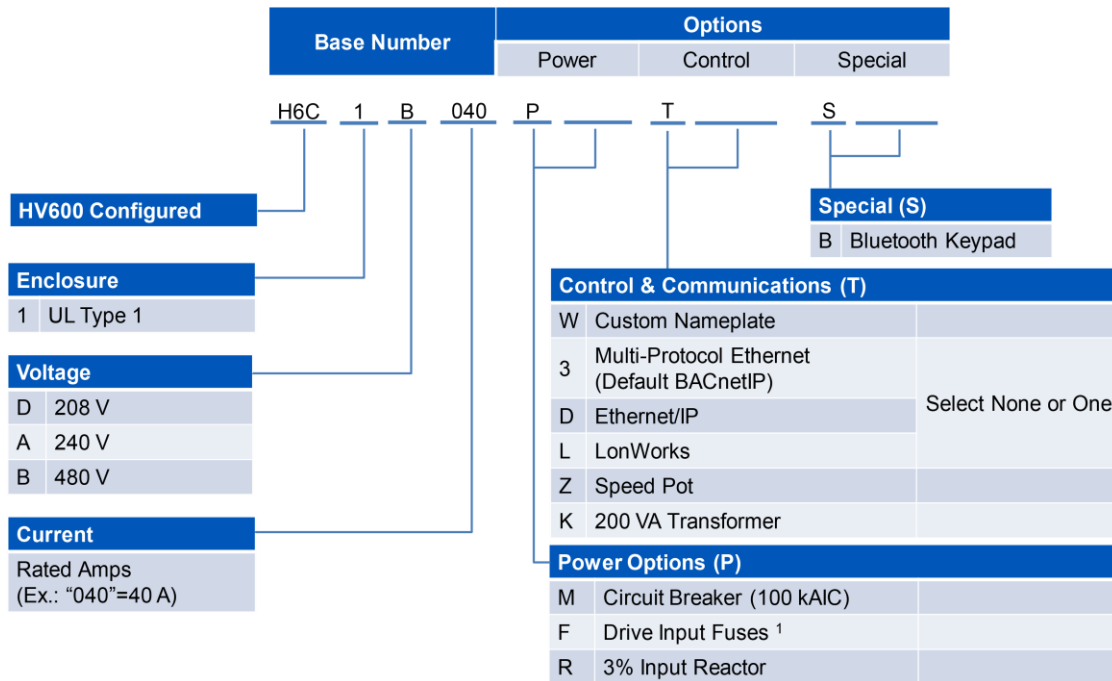 Base Number
Options
Power Control Special
H6C 1 B 040 P T S
HV600 Configured
Special (S)
B Bluetooth Keypad
Enclosure
1 UL Type 1
Control & Communications (T)
W Custom Nameplate
3 Multi-Protocol Ethernet
(Default BACnetIP)
Select None or One
D Ethernet/IP
L LonWorks
Z Speed Pot
K 200 VA Transformer
Voltage
D 208 V
A 240 V
B 480 V
Current
Rated Amps
(Ex.: “040”=40 A)
Power Options (P)
M Circuit Breaker (100 kAIC)
F Drive Input Fuses ¹
R 3% Input Reactor